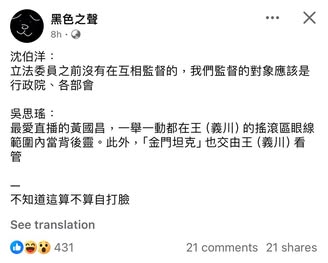 黑色之聲
8h
沈伯洋：
立法委員之前沒有在互相監督的，我們監督的對象應該是
行政院、各部會
吳思瑤：
最愛直播的黃國昌，一舉一動都在王（義川）的搖滾區眼線
範圍內當背後靈。此外，「金門坦克」也交由王（義川）看
管
—
不知道這算不算自打臉
See translation
431 21 comments 21 shares